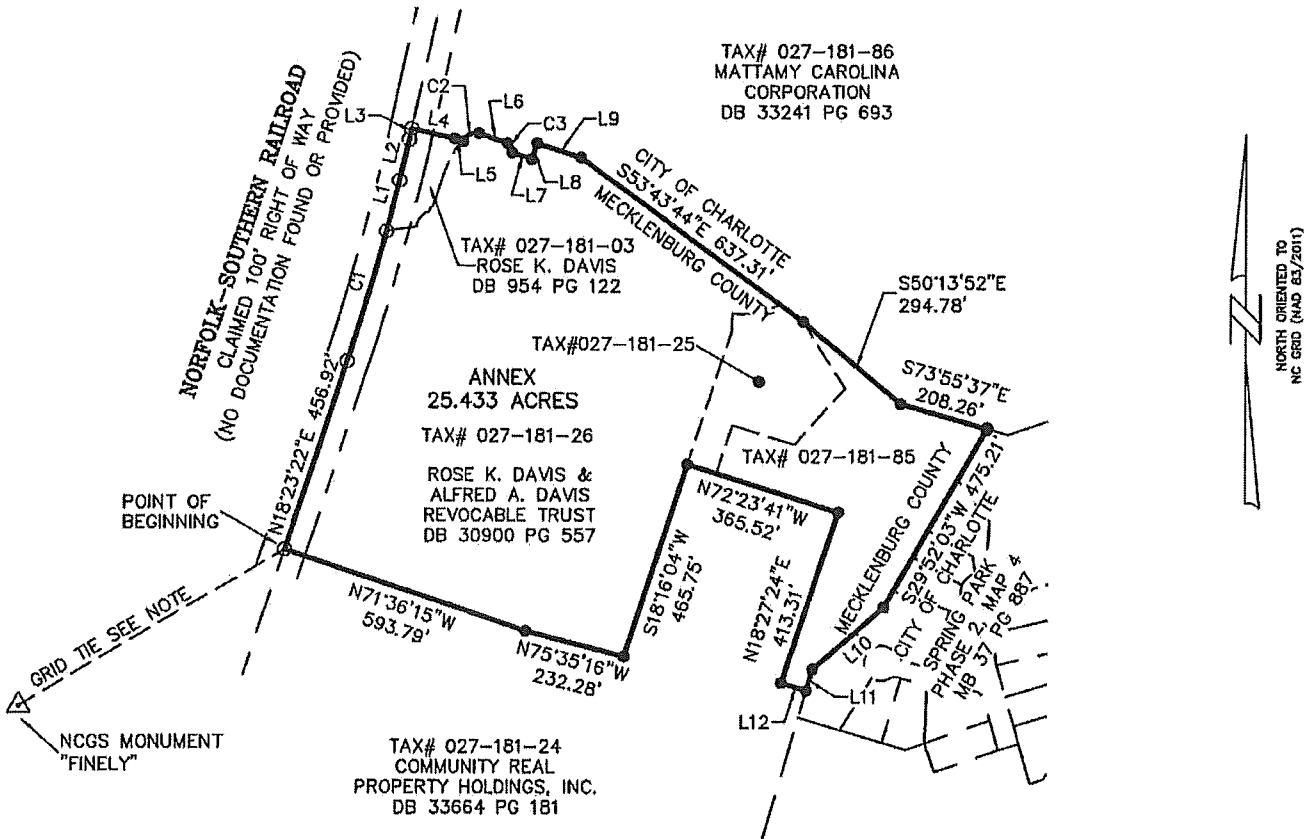 TAX# 027-181-86
MATTAMY CAROLINA
CORPORATION
DB 33241 PG 693
NORFOLK-SOUTHERN RAILROAD
CLAIMED 100' RIGHT OF WAY
(NO DOCUMENTATION FOUND OR PROVIDED)
C2
L6
L3
L4
C3
L9
L2
L5
L7
L8
L1
C1
CITY OF CHARLOTTE
S53°43'44"E 637.31'
MECKLENBURG COUNTY
TAX# 027-181-03
ROSE K. DAVIS
DB 954 PG 122
S50°13'52"E
294.78'
NORTH ORIENTED TO
NC GRID (NAD 83/2011)
TAX#027-181-25
S73°55'37"E
208.26'
ANNEX
25.433 ACRES
TAX# 027-181-26
ROSE K. DAVIS &
ALFRED A. DAVIS
REVOCABLE TRUST
DB 30900 PG 557
N18°23'22"E 456.92'
TAX# 027-181-85
N72°23'41"W
365.52'
MECKLENBURG COUNTY
S29°52'03"W 475.21'
CITY OF CHARLOTTE
SPRING PARK
PHASE 2, MAP 4
MB 37 PG 887
POINT OF
BEGINNING
N71°36'15"W
593.79'
N75°35'16"W
232.28'
S18°16'04"W
465.75'
N18°27'24"E
413.31'
L10
L11
L12
GRID TIE SEE NOTE
NCGS MONUMENT
"FINELY"
TAX# 027-181-24
COMMUNITY REAL
PROPERTY HOLDINGS, INC.
DB 33664 PG 181